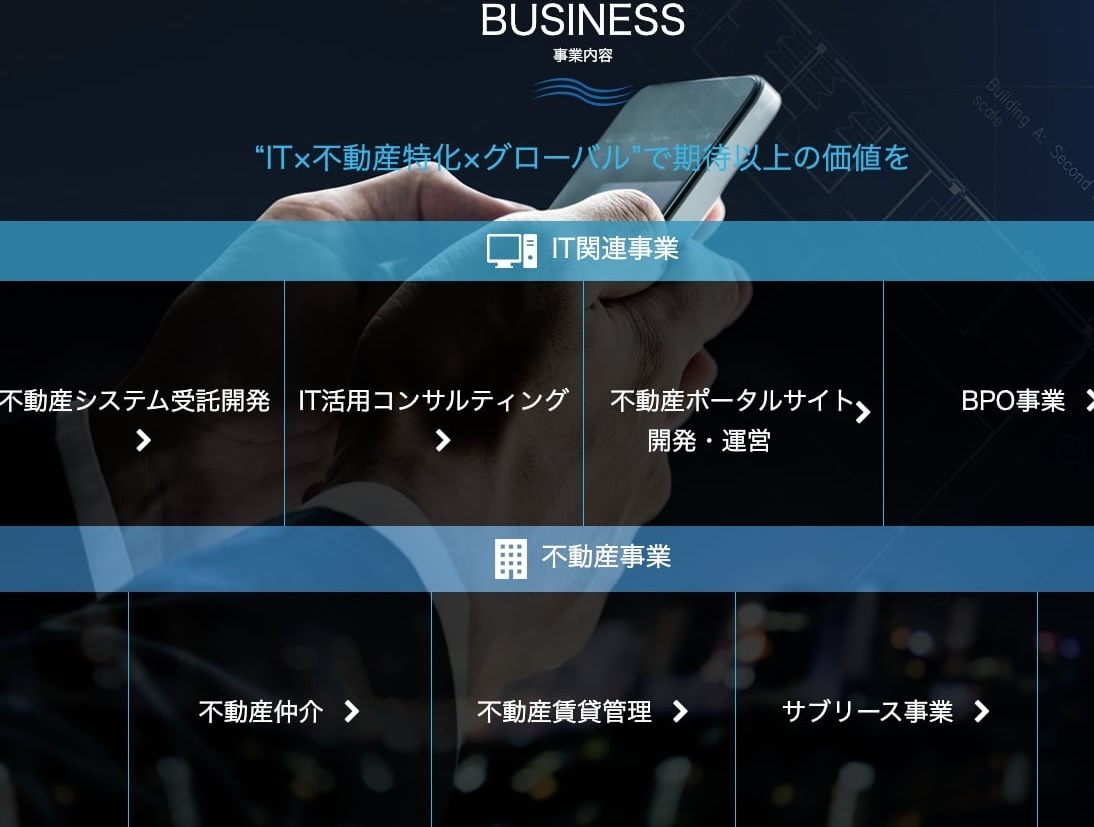 BUSINESS
事業内容
“IT×不動産特化×グローバル”で期待以上の価値を
Building A: Second
scale
IT関連事業
不動産システム受託開発
IT活用コンサルティング
不動産ポータルサイト
開発・運営
BPO事業
不動産事業
不動産仲介
不動産賃貸管理
サブリース事業